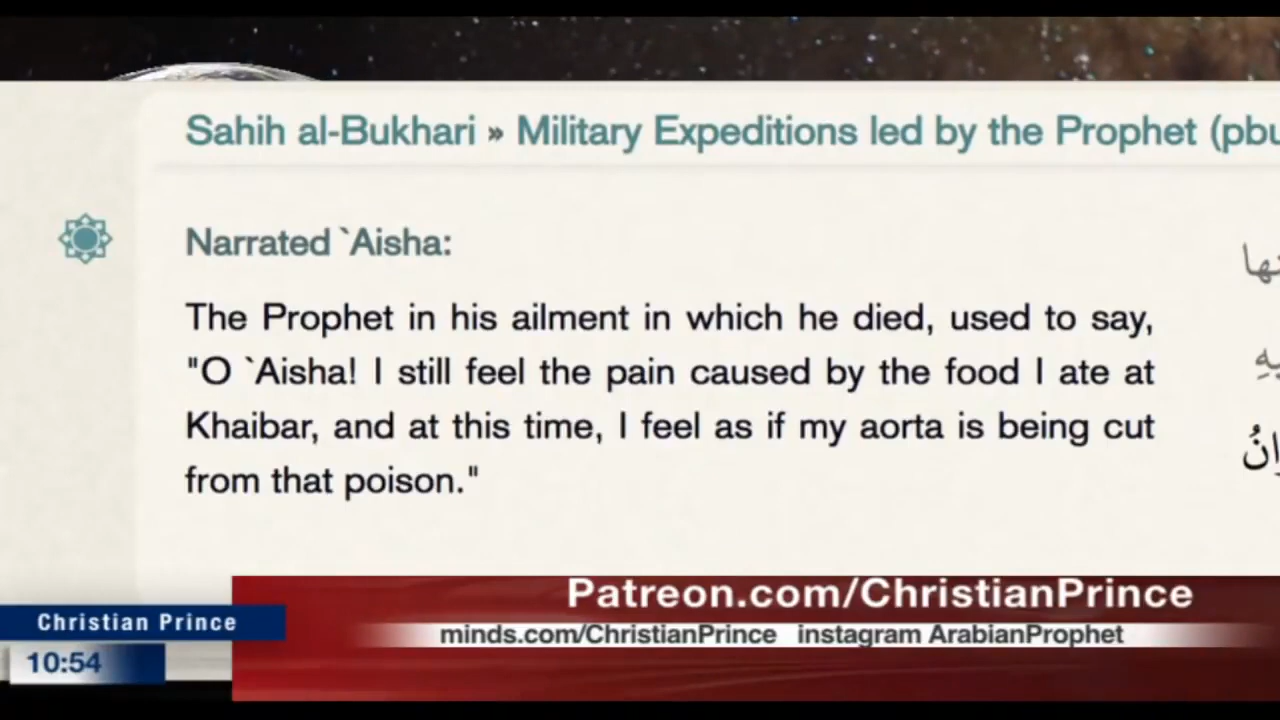 Sahih al-Bukhari » Military Expeditions led by the Prophet (pbu
Narrated `Aisha:
The Prophet in his ailment in which he died, used to say,
"O `Aisha! I still feel the pain caused by the food I ate at
Khaibar, and at this time, I feel as if my aorta is being cut
from that poison."
Patreon.com/ChristianPrince
Christian Prince
minds.com/ChristianPrince instagram ArabianProphet
10:54